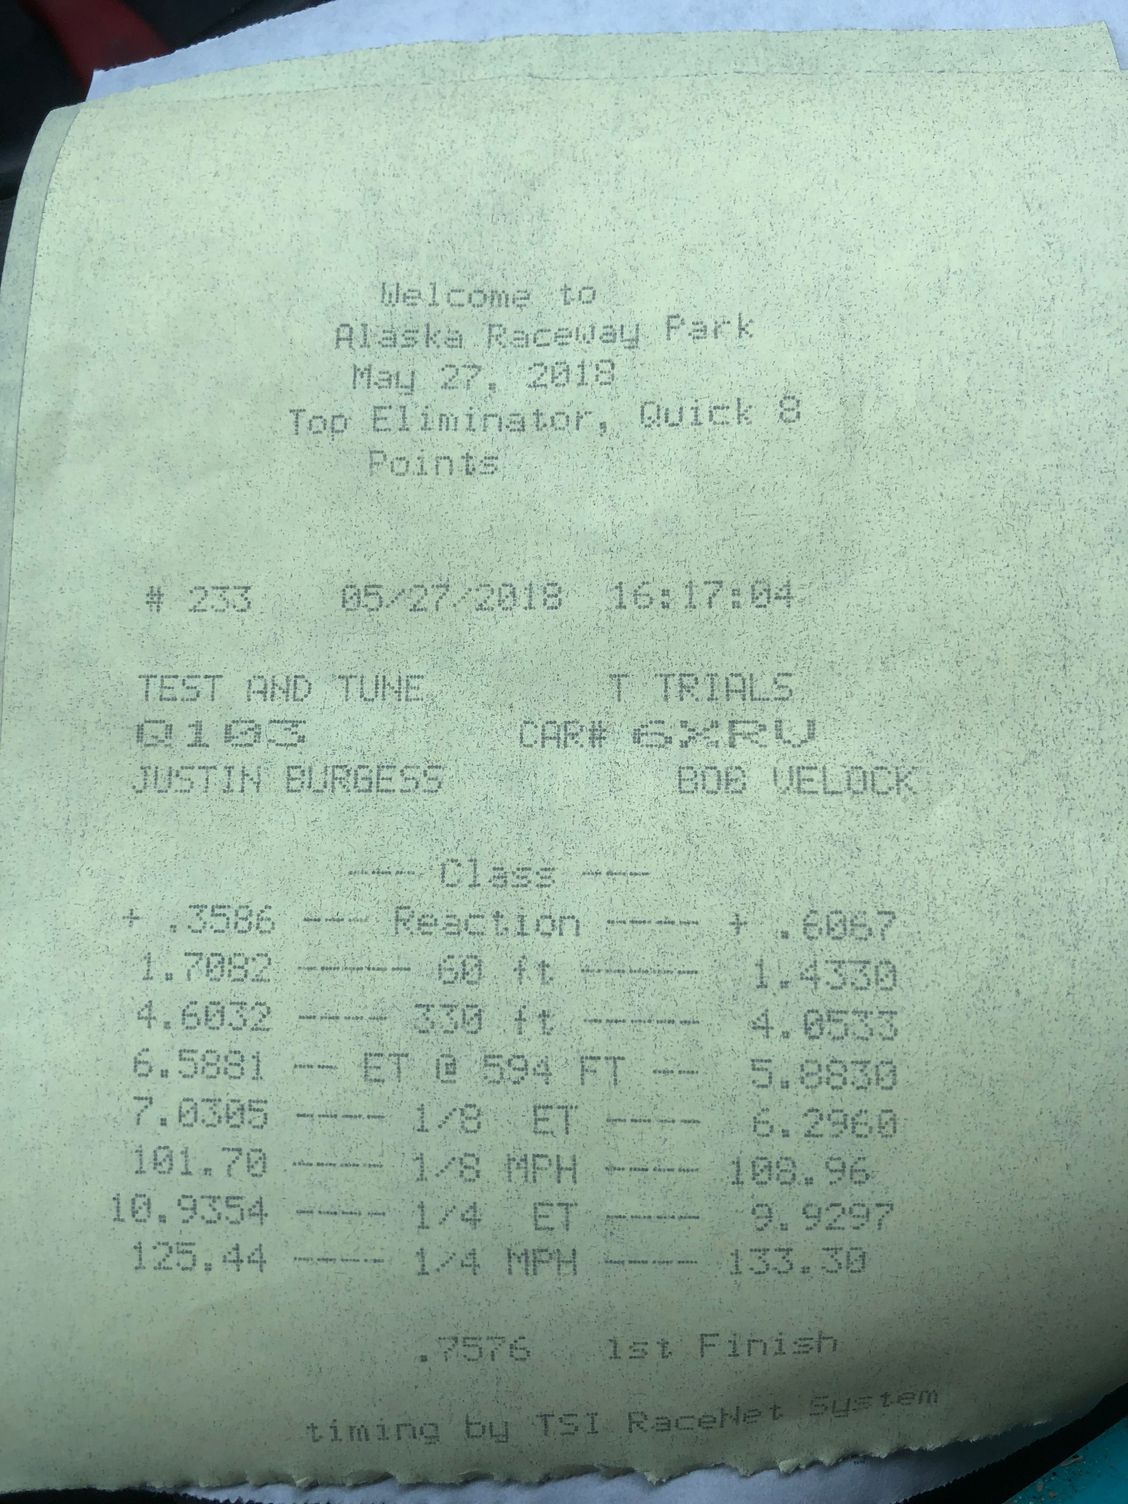 Welcome to
Alaska Raceway Park
May 27, 2018
Top Eliminator, Quick 8
Points
# 233 05/27/2018 16:17:04
TEST AND TUNE T TRIALS
Q103 CAR# 6XRV
JUSTIN BURGESS BOB VELOCK
--- Class ---
+ .3586 --- Reaction ---- + .6067
1.7082 ----- 60 ft ----- 1.4330
4.6032 ---- 330 ft ----- 4.0533
6.5881 -- ET @ 594 FT -- 5.8830
7.0305 ---- 1/8 ET ---- 6.2960
101.70 ---- 1/8 MPH ---- 108.96
10.9354 ---- 1/4 ET ---- 9.9297
125.44 ---- 1/4 MPH ---- 133.30
.7576 1st Finish
timing by TSI RaceNet System